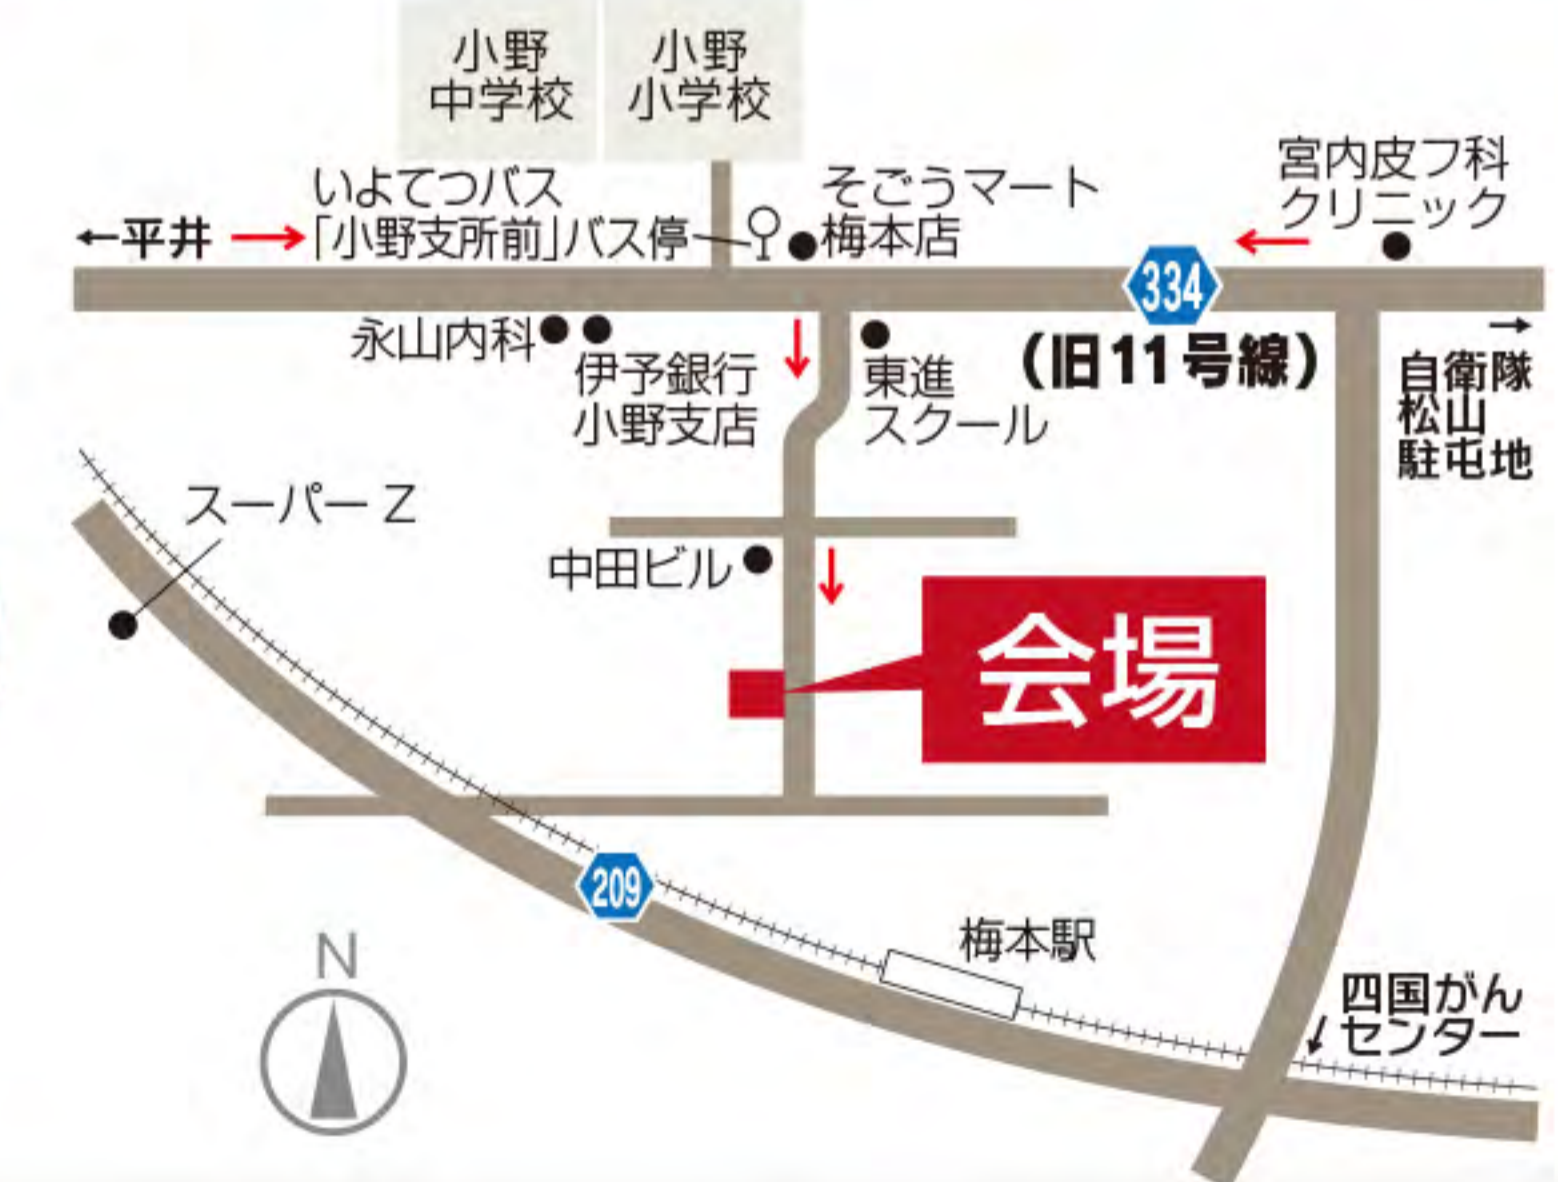 小野
中学校
小野
小学校
いよてつバス
「小野支所前」バス停
そごうマート
梅本店
宮内皮フ科
クリニック
←平井
334
(旧11号線)
→
自衛隊
松山
駐屯地
永山内科
伊予銀行
小野支店
東進
スクール
スーパーZ
中田ビル
会場
209
梅本駅
四国がん
センター
N